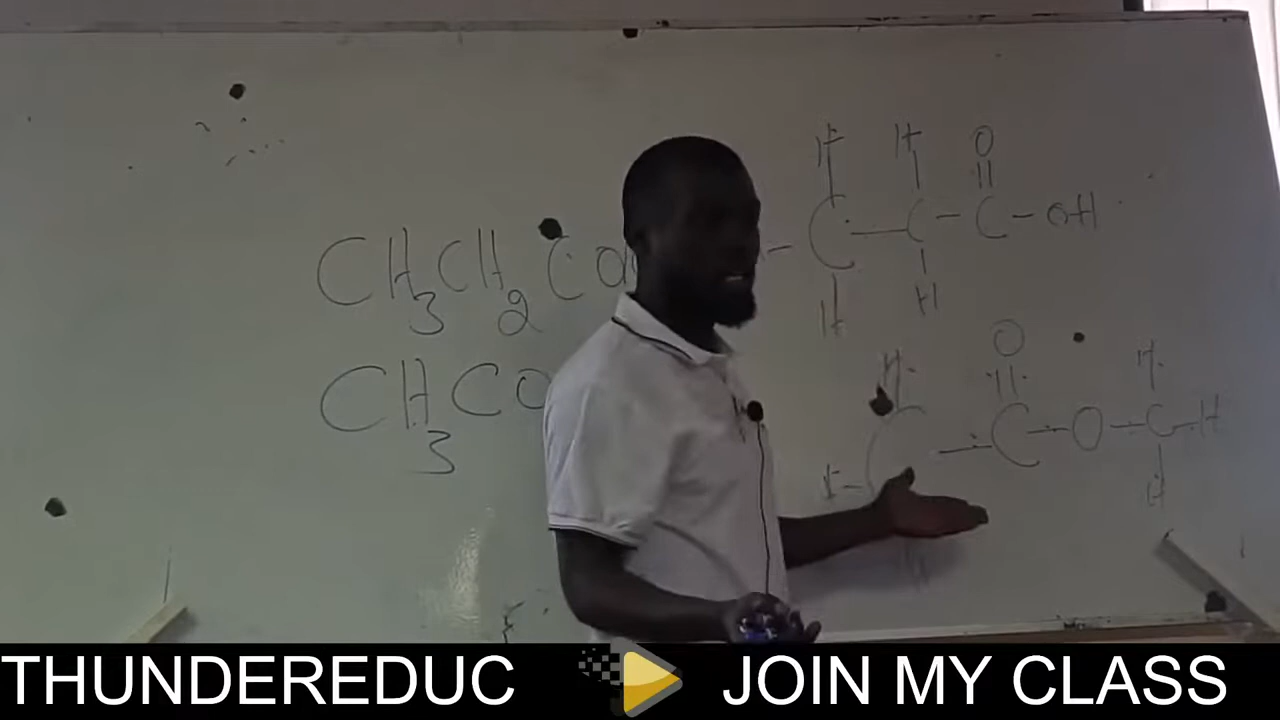 CH3CH2CO
CH3CO
H H O
C — C — C — OH
H H
H O H
H — C — C — O — C — H
H H
THUNDEREDUC JOIN MY CLASS